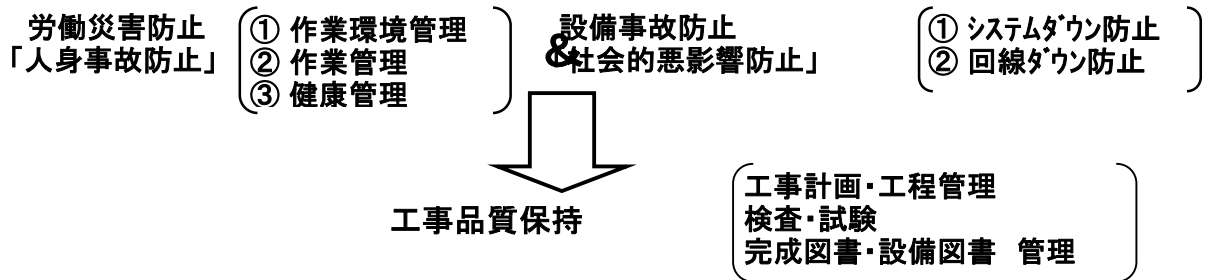 労働災害防止
「人身事故防止」
① 作業環境管理
② 作業管理
③ 健康管理
&
設備事故防止
社会的悪影響防止」
① システムダウン防止
② 回線ダウン防止
工事品質保持
工事計画・工程管理
検査・試験
完成図書・設備図書　管理